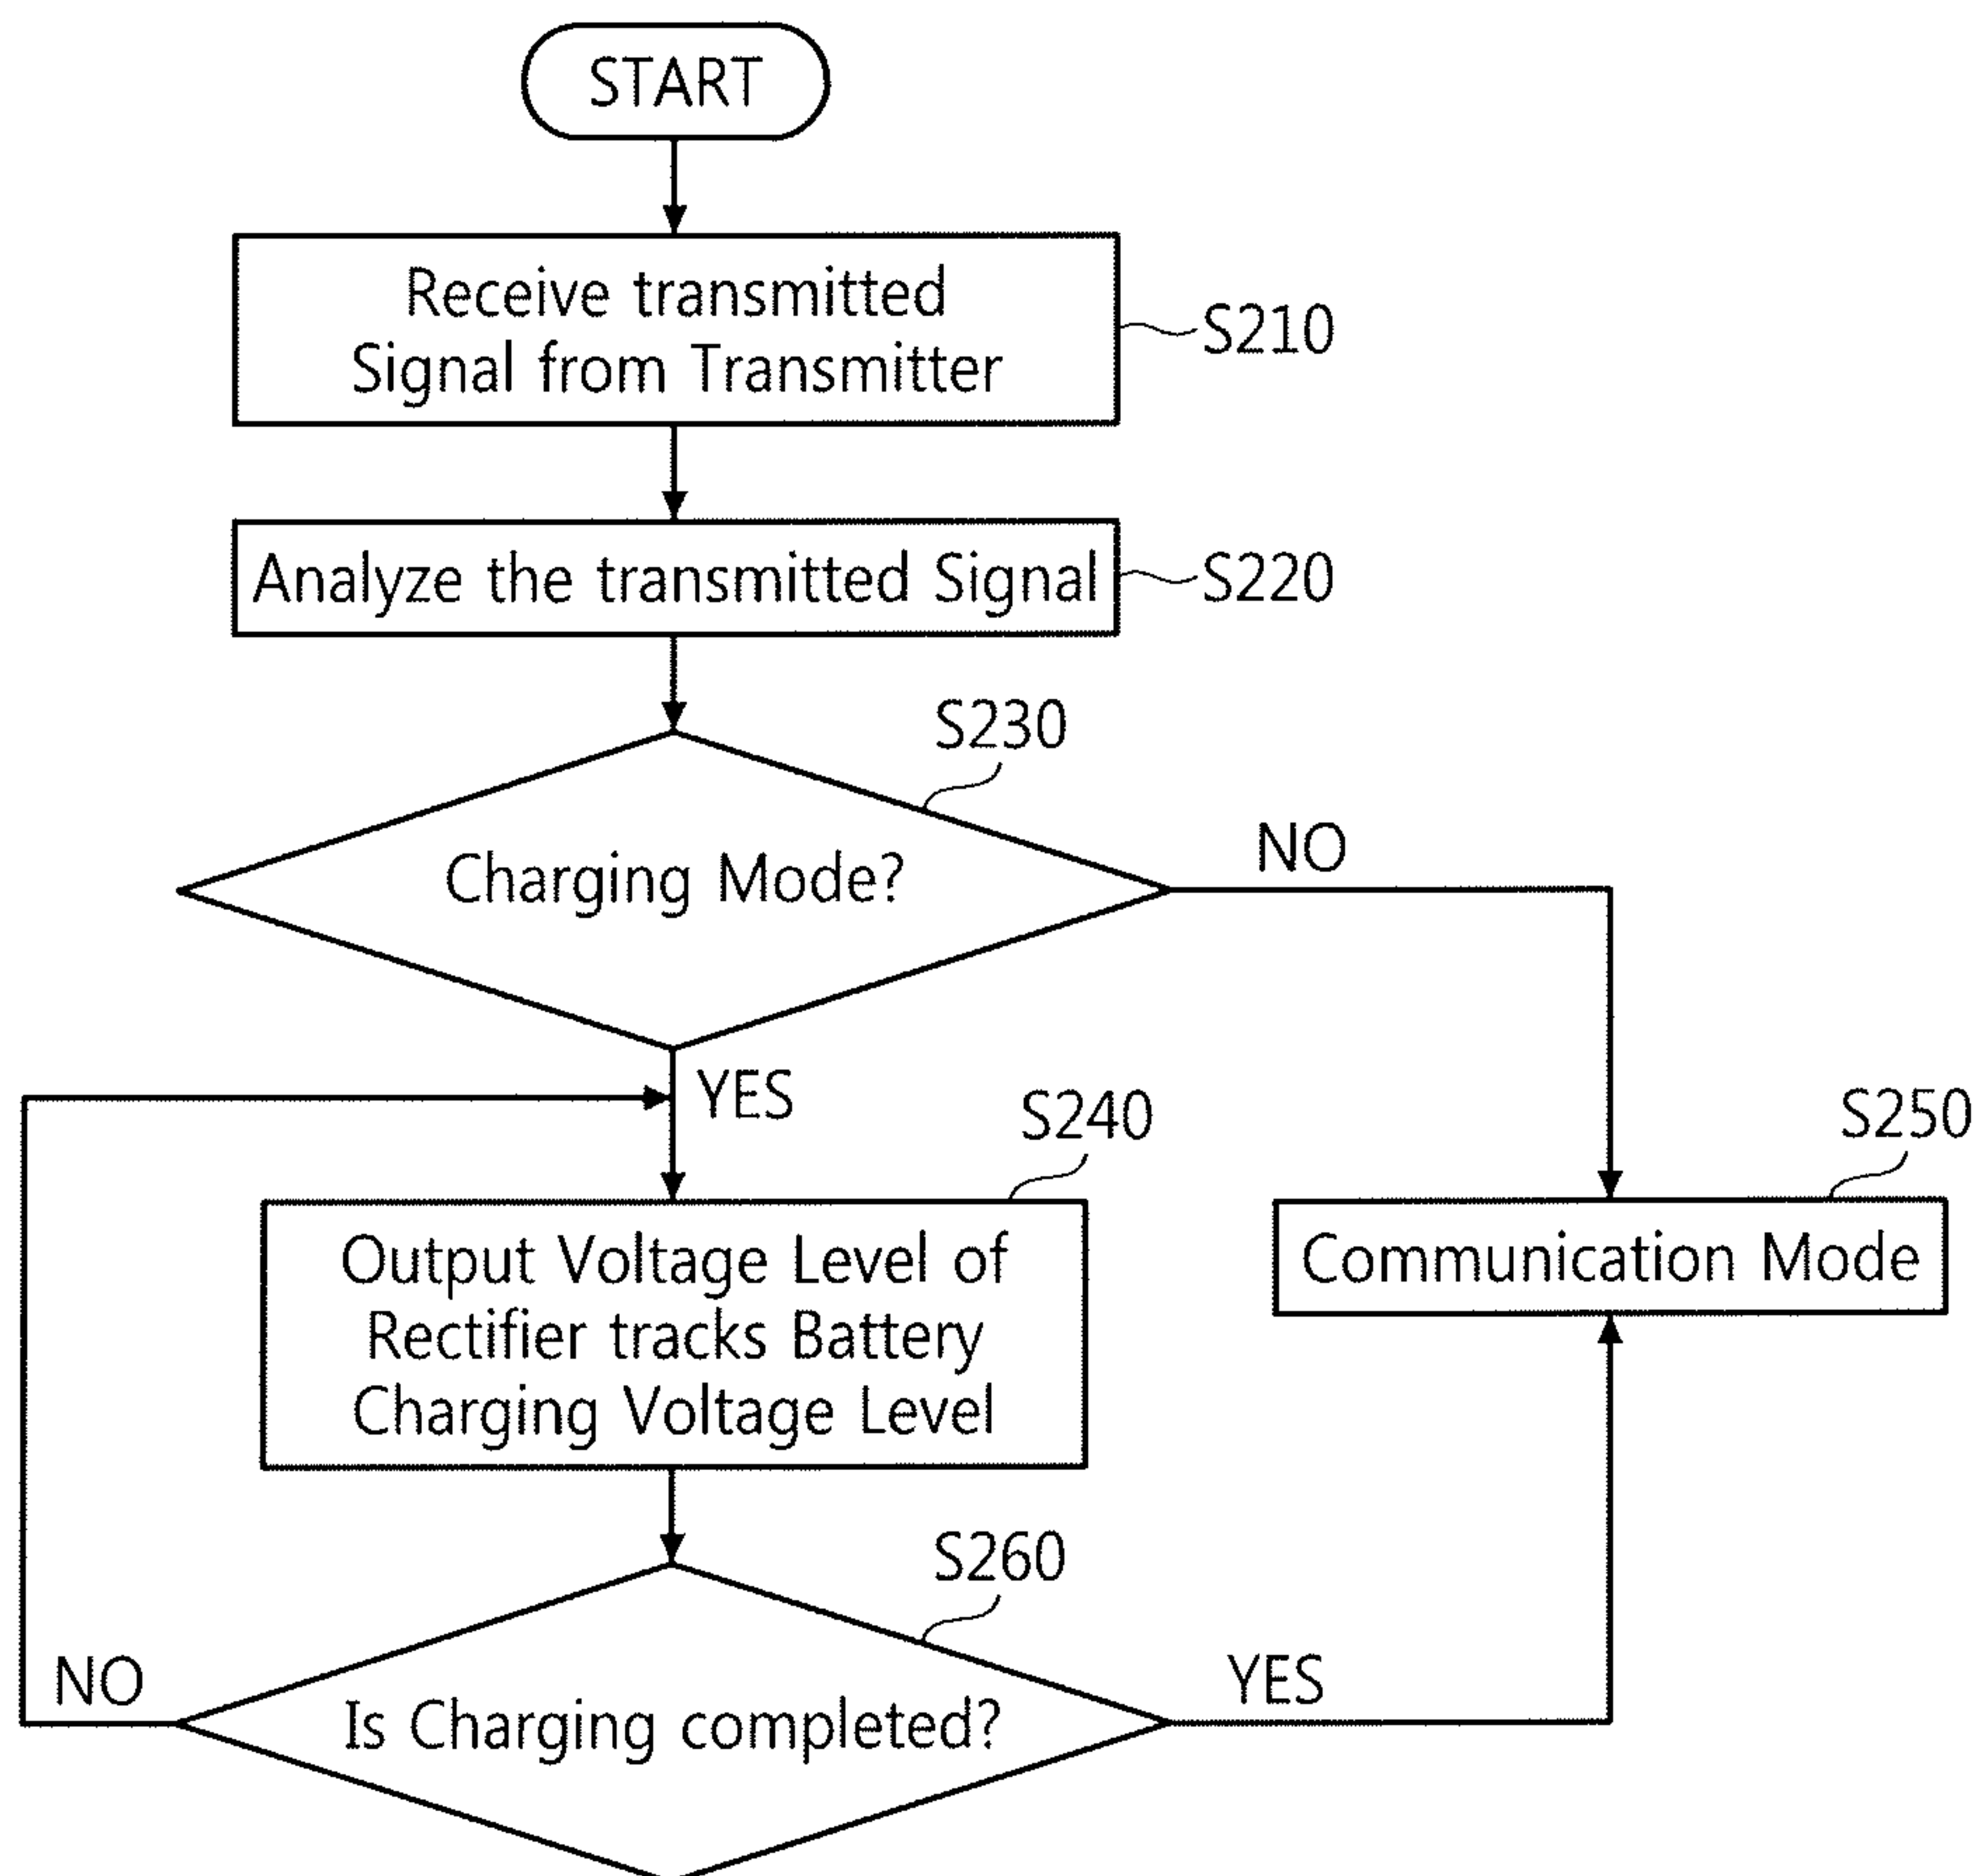 START
Receive transmitted
Signal from Transmitter
S210
Analyze the transmitted Signal
S220
S230
Charging Mode?
NO
YES
S240
S250
Output Voltage Level of
Rectifier tracks Battery
Charging Voltage Level
Communication Mode
S260
NO
Is Charging completed?
YES